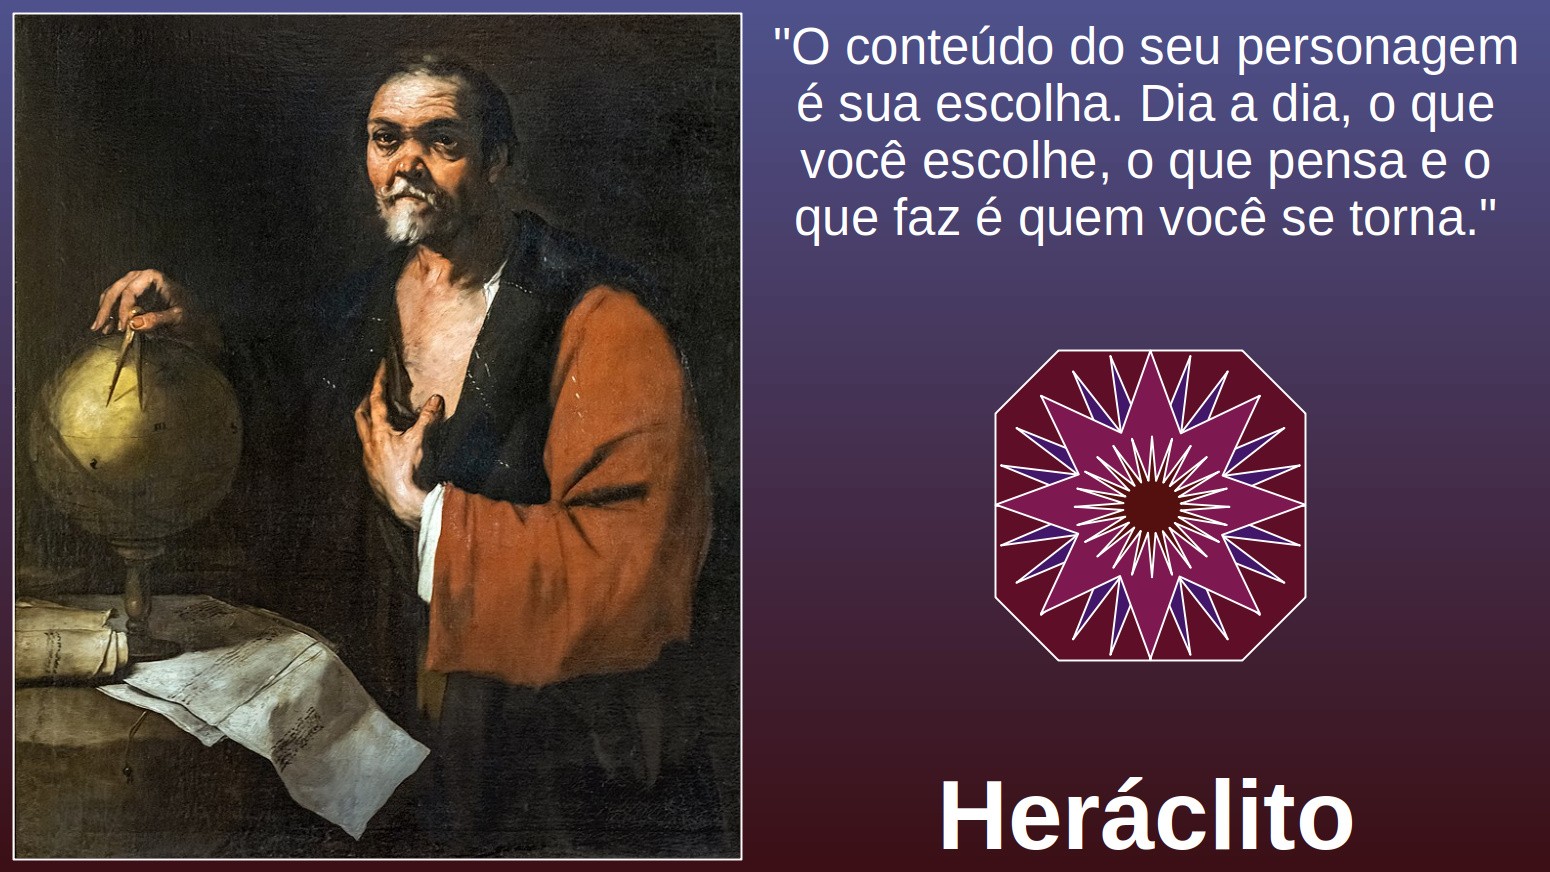 "O conteúdo do seu personagem
é sua escolha. Dia a dia, o que
você escolhe, o que pensa e o
que faz é quem você se torna."
Heráclito